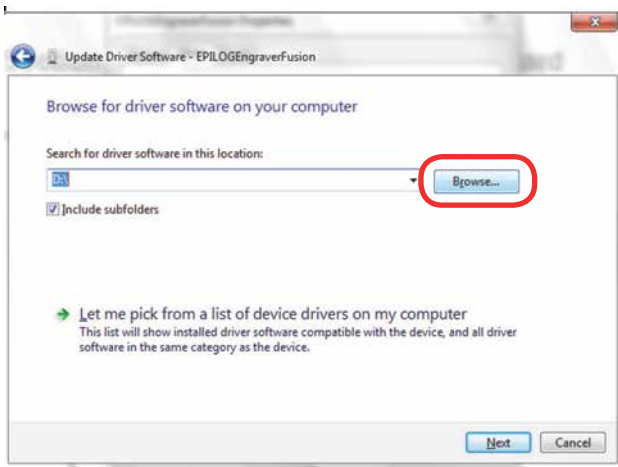 EPILOGEngraverFusion Properties
Update Driver Software - EPILOGEngraverFusion
Browse for driver software on your computer
Search for driver software in this location:
D:\
Browse...
Include subfolders
Let me pick from a list of device drivers on my computer
This list will show installed driver software compatible with the device, and all driver
software in the same category as the device.
Next
Cancel